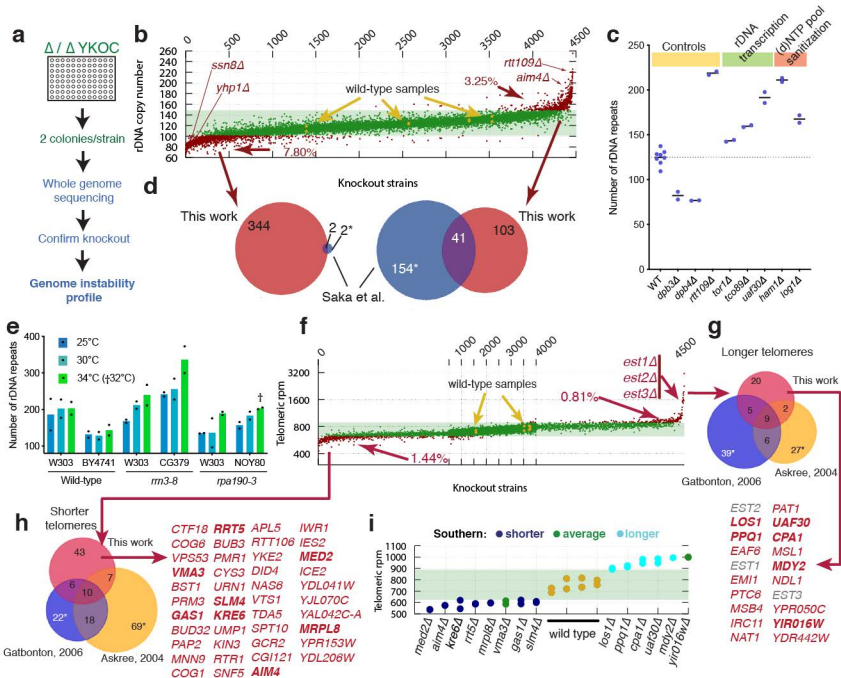 a
Δ / Δ YKOC
2 colonies/strain
Whole genome
sequencing
Confirm knockout
Genome instability
profile
b
0
500
1500
2500
3500
4500
rDNA copy number
260
240
220
200
180
160
140
120
100
80
60
ssn8Δ
yhp1Δ
wild-type samples
3.25%
rtt109Δ
aim4Δ
7.80%
Knockout strains
c
Controls
rDNA
transcription
(d)NTP pool
sanitization
Number of rDNA repeats
250
200
150
100
50
0
WT
dpb3Δ
dpb4Δ
rtt109Δ
tor1Δ
tco89Δ
uaf30Δ
ham1Δ
log1Δ
d
This work
344
2
2*
Saka et al.
154*
41
103
This work
e
Number of rDNA repeats
400
300
200
100
25°C
30°C
34°C (†32°C)
†
W303
BY4741
W303
CG379
W303
NOY80
Wild-type
rrn3-8
rpa190-3
f
0
1000
2000
3000
4000
4500
Telomeric rpm
3200
1600
800
400
wild-type samples
est1Δ
est2Δ
est3Δ
0.81%
1.44%
Knockout strains
g
Longer telomeres
This work
20
5
2
9
6
39*
27*
Gatbonton, 2006
Askree, 2004
EST2 PAT1
LOS1 UAF30
PPQ1 CPA1
EAF6 MSL1
EST1 MDY2
EMI1 NDL1
PTC6 EST3
MSB4 YPR050C
IRC11 YIR016W
NAT1 YDR442W
h
Shorter
telomeres
This work
43
6
7
10
18
22*
69*
Gatbonton, 2006
Askree, 2004
CTF18 RRT5 APL5 IWR1
COG6 BUB3 RTT106 IES2
VPS53 PMR1 YKE2 MED2
VMA3 CYS3 DID4 ICE2
BST1 URN1 NAS6 YDL041W
PRM3 SLM4 VTS1 YJL070C
GAS1 KRE6 TDA5 YAL042C-A
BUD32 UMP1 SPT10 MRPL8
PAP2 KIN3 GCR2 YPR153W
MNN9 RTR1 CGI121 YDL206W
COG1 SNF5 AIM4
i
Southern:
shorter
average
longer
Telomeric rpm
1100
1000
900
800
700
600
500
med2Δ
aim4Δ
kre6Δ
rrt5Δ
mrpl8Δ
vma3Δ
gas1Δ
slm4Δ
wild type
los1Δ
ppq1Δ
cpa1Δ
uaf30Δ
mdy2Δ
yir016wΔ